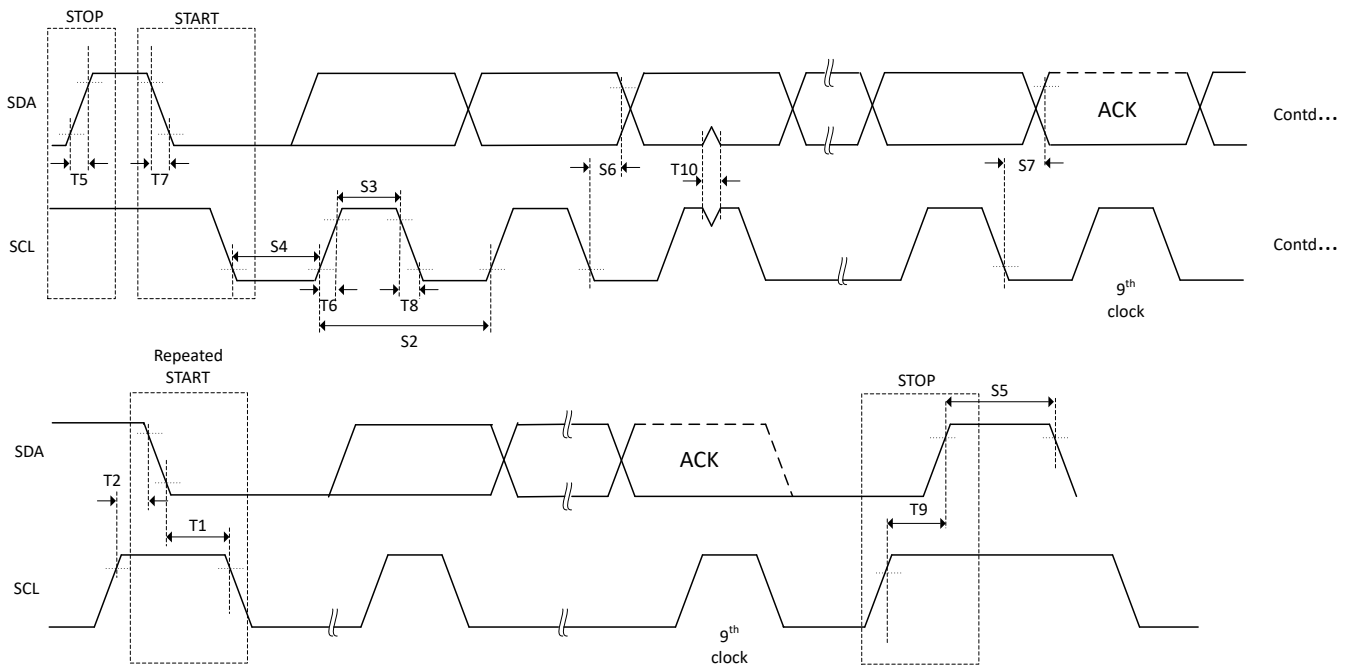 STOP
START
SDA
ACK
Contd...
T5
T7
S6
T10
S7
S3
SCL
S4
Contd...
T6
T8
9th
clock
S2
Repeated
START
STOP
S5
SDA
ACK
T2
T9
T1
SCL
9th
clock